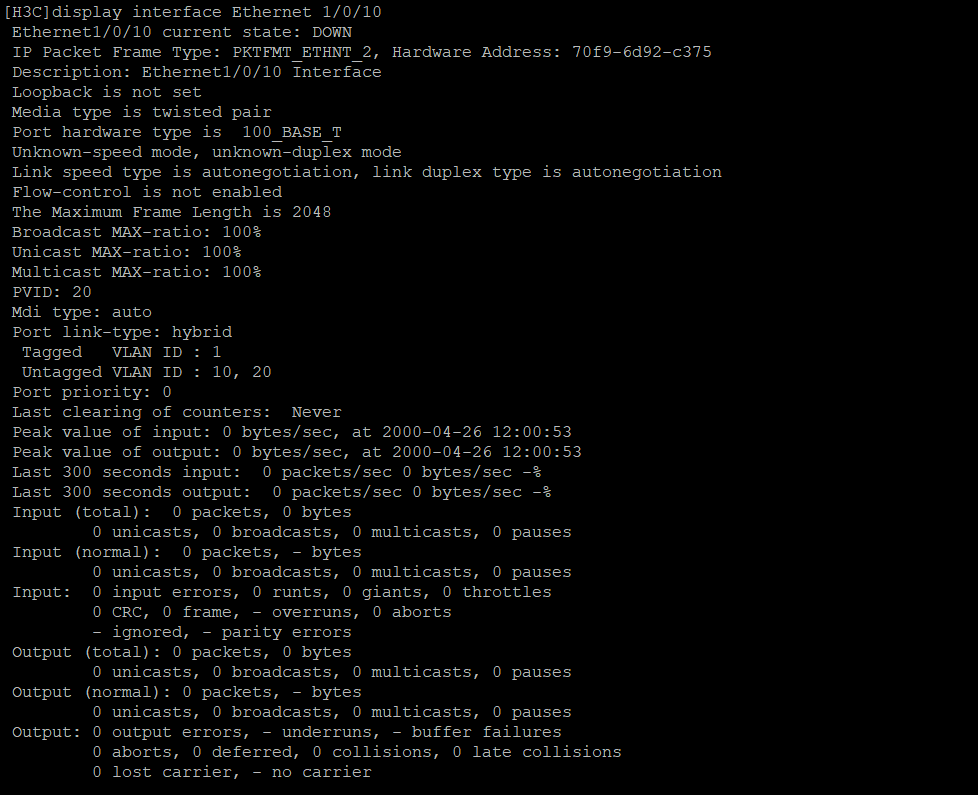 [H3C]display interface Ethernet 1/0/10
Ethernet1/0/10 current state: DOWN
IP Packet Frame Type: PKTFMT_ETHNT_2, Hardware Address: 70f9-6d92-c375
Description: Ethernet1/0/10 Interface
Loopback is not set
Media type is twisted pair
Port hardware type is  100_BASE_T
Unknown-speed mode, unknown-duplex mode
Link speed type is autonegotiation, link duplex type is autonegotiation
Flow-control is not enabled
The Maximum Frame Length is 2048
Broadcast MAX-ratio: 100%
Unicast MAX-ratio: 100%
Multicast MAX-ratio: 100%
PVID: 20
Mdi type: auto
Port link-type: hybrid
Tagged   VLAN ID : 1
Untagged VLAN ID : 10, 20
Port priority: 0
Last clearing of counters:  Never
Peak value of input: 0 bytes/sec, at 2000-04-26 12:00:53
Peak value of output: 0 bytes/sec, at 2000-04-26 12:00:53
Last 300 seconds input:  0 packets/sec 0 bytes/sec -%
Last 300 seconds output:  0 packets/sec 0 bytes/sec -%
Input (total):  0 packets, 0 bytes
0 unicasts, 0 broadcasts, 0 multicasts, 0 pauses
Input (normal):  0 packets, - bytes
0 unicasts, 0 broadcasts, 0 multicasts, 0 pauses
Input:  0 input errors, 0 runts, 0 giants, 0 throttles
0 CRC, 0 frame, - overruns, 0 aborts
- ignored, - parity errors
Output (total): 0 packets, 0 bytes
0 unicasts, 0 broadcasts, 0 multicasts, 0 pauses
Output (normal): 0 packets, - bytes
0 unicasts, 0 broadcasts, 0 multicasts, 0 pauses
Output: 0 output errors, - underruns, - buffer failures
0 aborts, 0 deferred, 0 collisions, 0 late collisions
0 lost carrier, - no carrier